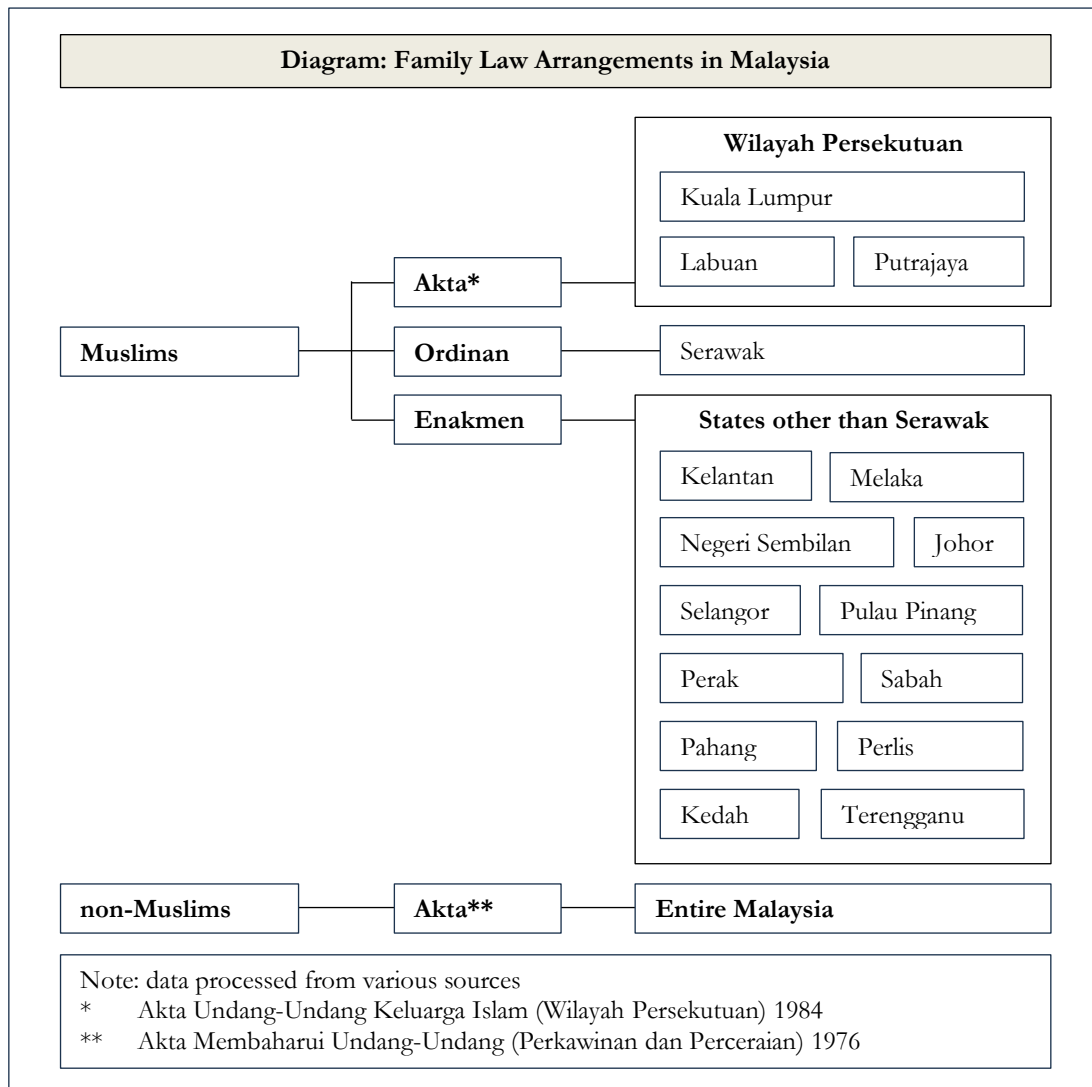 Diagram: Family Law Arrangements in Malaysia
Wilayah Persekutuan
Kuala Lumpur
Labuan
Putrajaya
Akta*
Muslims
Ordinan
Serawak
Enakmen
States other than Serawak
Kelantan
Melaka
Negeri Sembilan
Johor
Selangor
Pulau Pinang
Perak
Sabah
Pahang
Perlis
Kedah
Terengganu
non-Muslims
Akta**
Entire Malaysia
Note: data processed from various sources
* Akta Undang-Undang Keluarga Islam (Wilayah Persekutuan) 1984
** Akta Membaharui Undang-Undang (Perkawinan dan Perceraian) 1976